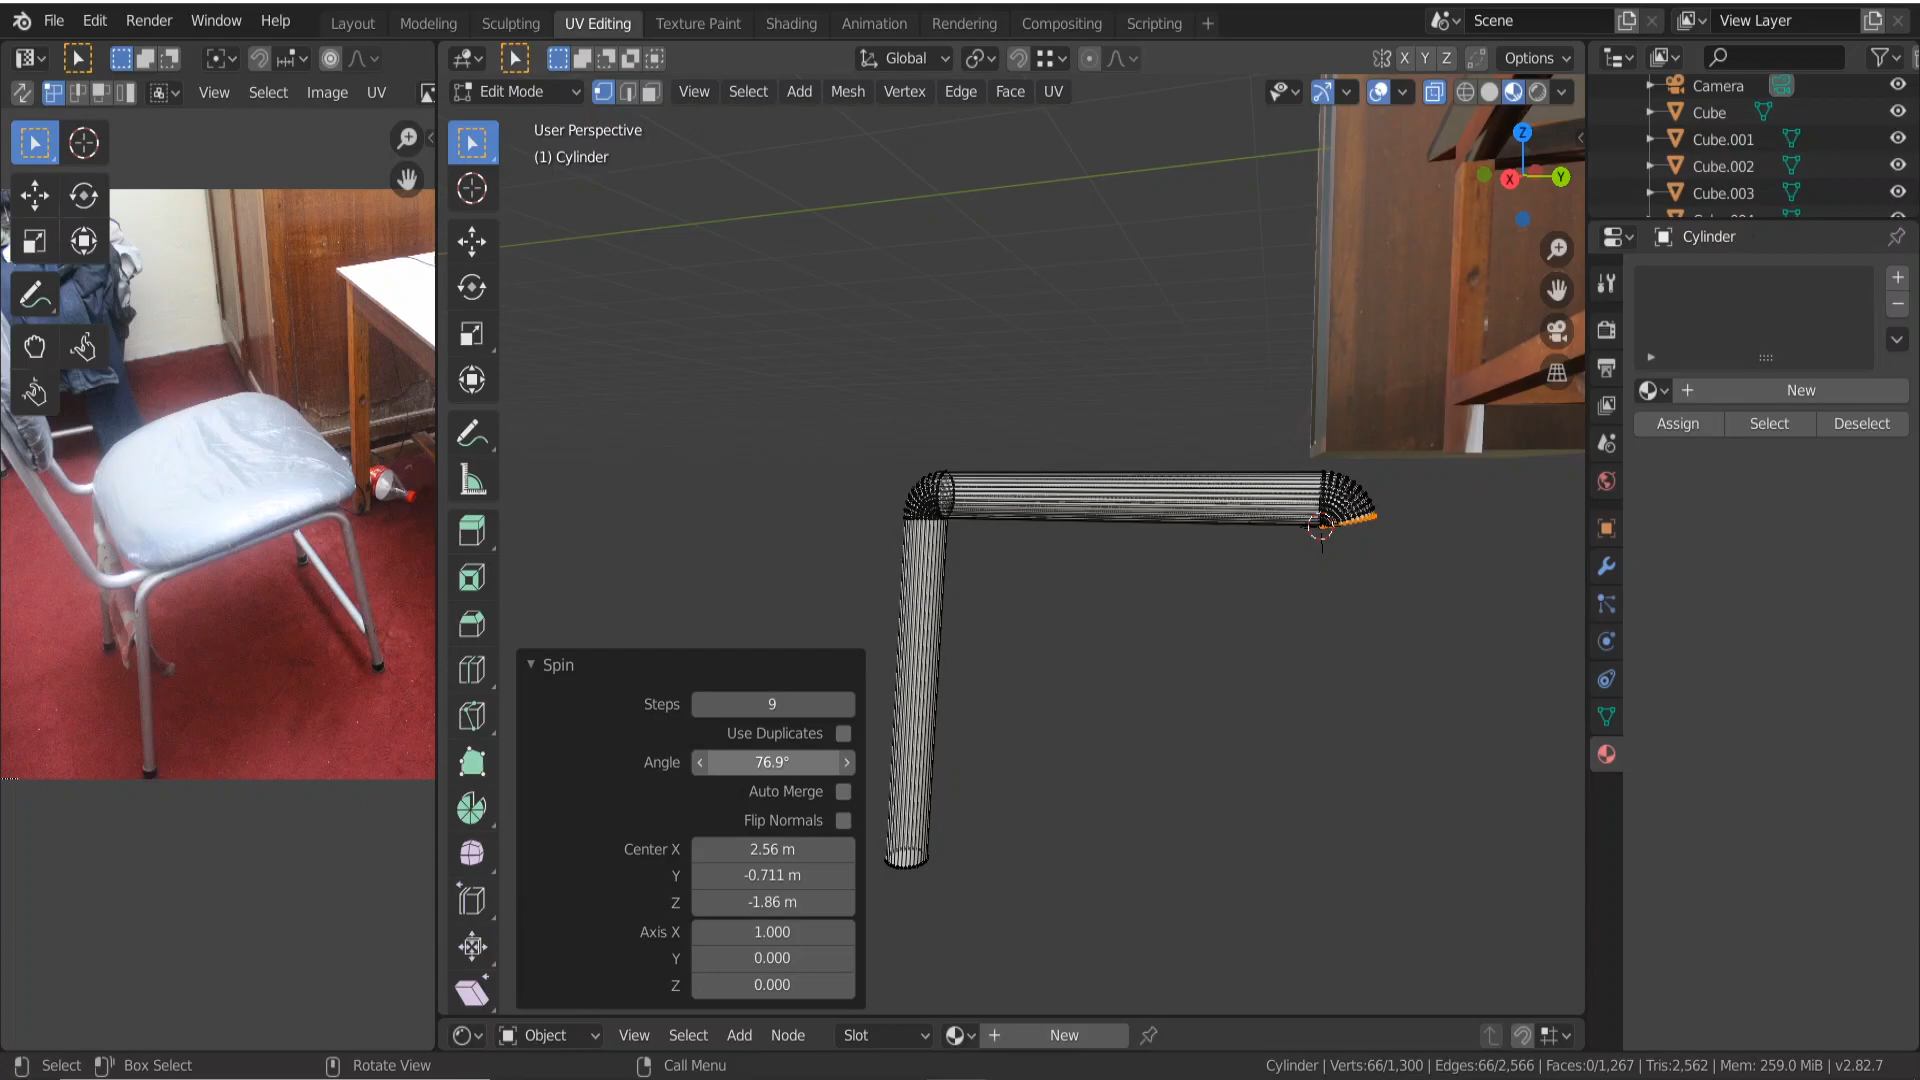 File Edit Render Window Help Layout Modeling Sculpting UV Editing Texture Paint Shading Animation Rendering Compositing Scripting + Scene View Layer
Global X Y Z Options
View Select Image UV Edit Mode View Select Add Mesh Vertex Edge Face UV
Camera
Cube
Cube.001
Cube.002
Cube.003
User Perspective
(1) Cylinder
Z
X Y
Cylinder
+ New
Assign Select Deselect
Spin
Steps 9
Use Duplicates
Angle 76.9°
Auto Merge
Flip Normals
Center X 2.56 m
Y -0.711 m
Z -1.86 m
Axis X 1.000
Y 0.000
Z 0.000
Object View Select Add Node Slot + New
Select Box Select Rotate View Call Menu Cylinder | Verts:66/1,300 | Edges:66/2,566 | Faces:0/1,267 | Tris:2,562 | Mem: 259.0 MiB | v2.82.7